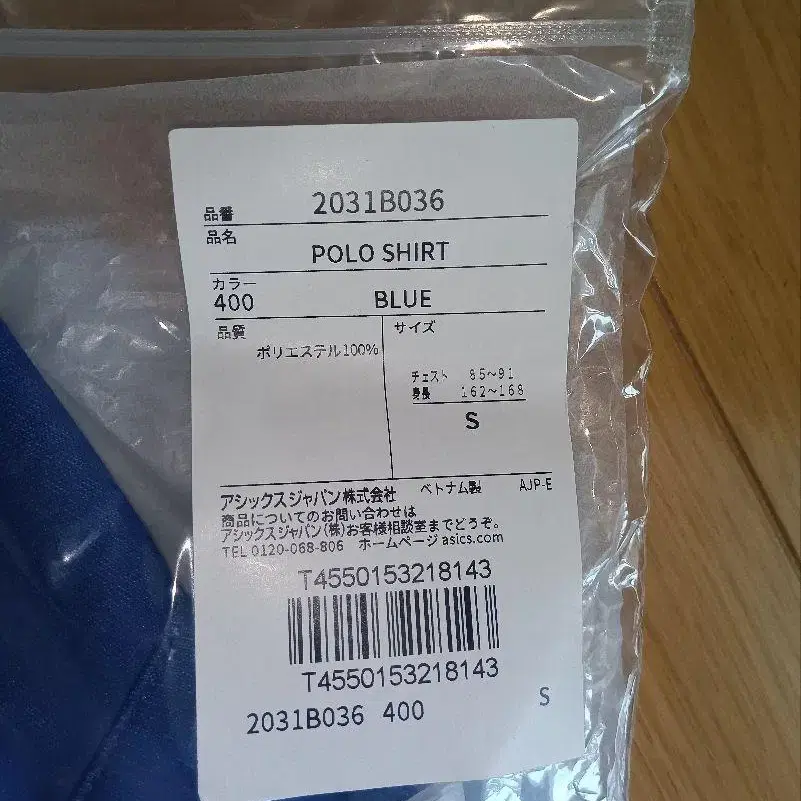 品番 2031B036
品名
POLO SHIRT
カラー
400 BLUE
品質
ポリエステル100%
サイズ
チェスト 85~91
身長 162~168
S
アシックスジャパン株式会社 ベトナム製 AJP-E
商品についてのお問い合わせは
アシックスジャパン(株)お客様相談室までどうぞ。
TEL 0120-068-806 ホームページasics.com
T4550153218143
T4550153218143
2031B036 400 S